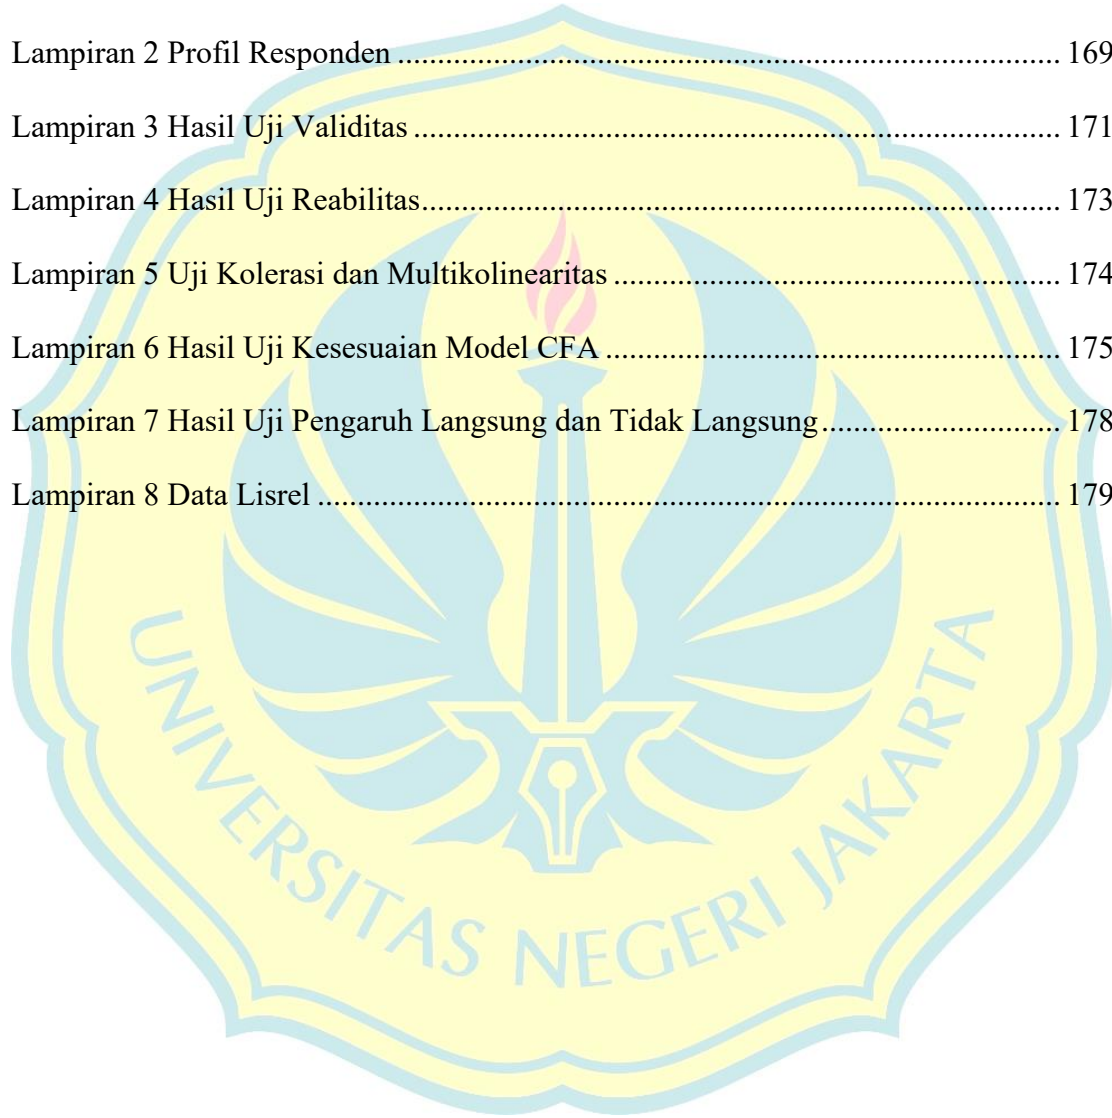 Lampiran 2 Profil Responden ................................................................................... 169
Lampiran 3 Hasil Uji Validitas ................................................................................. 171
Lampiran 4 Hasil Uji Reabilitas................................................................................ 173
Lampiran 5 Uji Kolerasi dan Multikolinearitas ........................................................ 174
Lampiran 6 Hasil Uji Kesesuaian Model CFA ......................................................... 175
Lampiran 7 Hasil Uji Pengaruh Langsung dan Tidak Langsung.............................. 178
Lampiran 8 Data Lisrel ............................................................................................. 179
UNIVERSITAS NEGERI JAKARTA